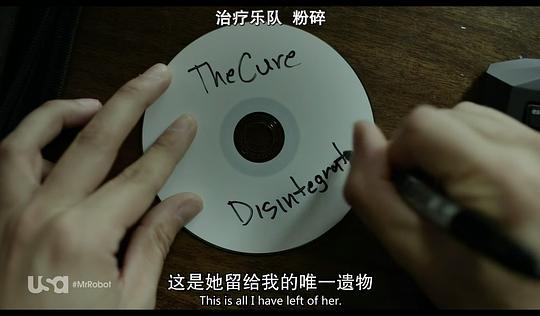 治疗乐队 粉碎
TheCure
Disintegrat
usa #MrRobot
这是她留给我的唯一遗物
This is all I have left of her.